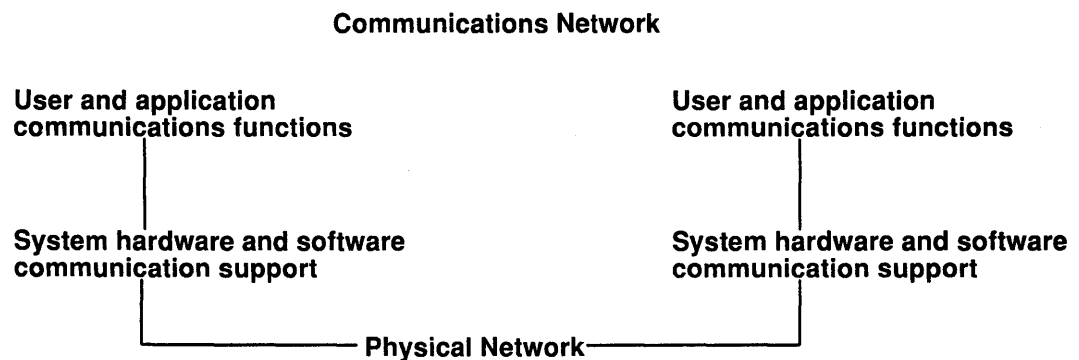 Communications Network
User and application
communications functions
User and application
communications functions
System hardware and software
communication support
System hardware and software
communication support
Physical Network